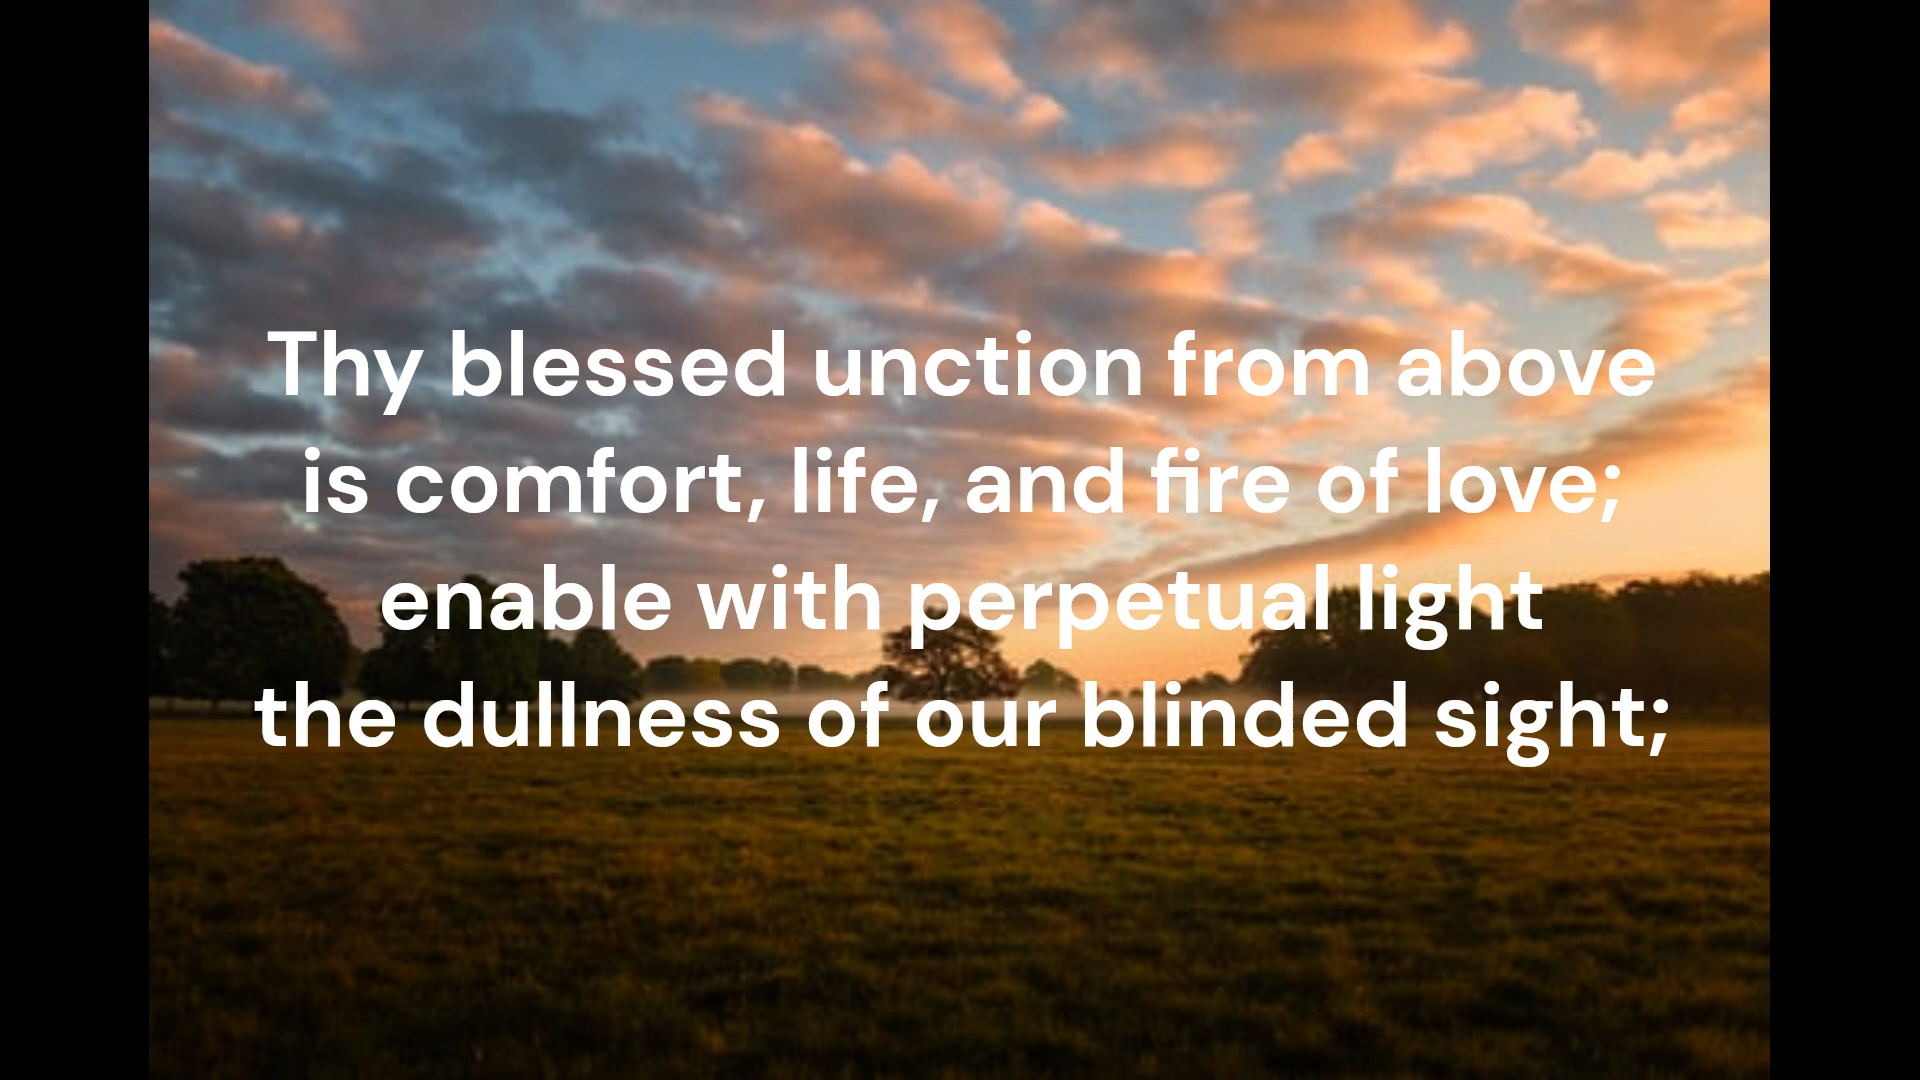 Thy blessed unction from above
is comfort, life, and fire of love;
enable with perpetual light
the dullness of our blinded sight;